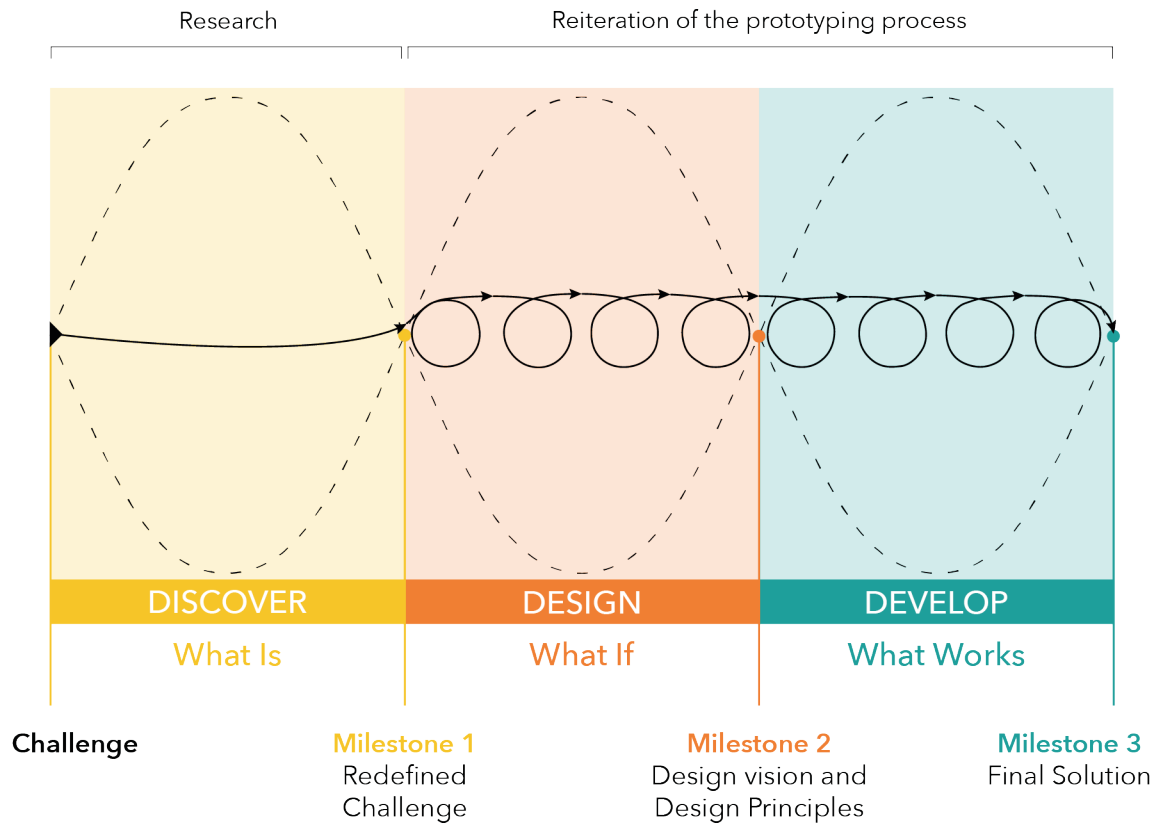 Research
Reiteration of the prototyping process
DISCOVER
DESIGN
DEVELOP
What Is
What If
What Works
Challenge
Milestone 1
Redefined
Challenge
Milestone 2
Design vision and
Design Principles
Milestone 3
Final Solution